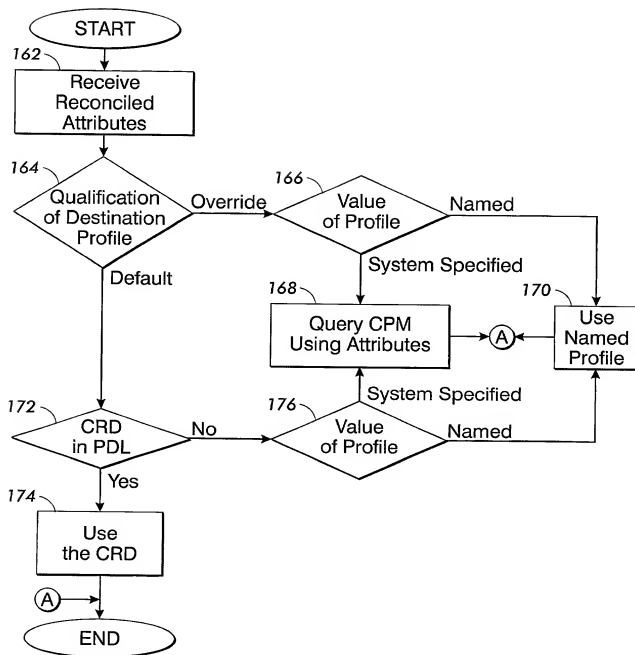 START
162
Receive
Reconciled
Attributes
164
Qualification
of Destination
Profile
Override
166
Value
of Profile
Named
Default
System Specified
168
Query CPM
Using Attributes
A
170
Use
Named
Profile
172
CRD
in PDL
No
System Specified
176
Value
of Profile
Named
Yes
174
Use
the CRD
A
END